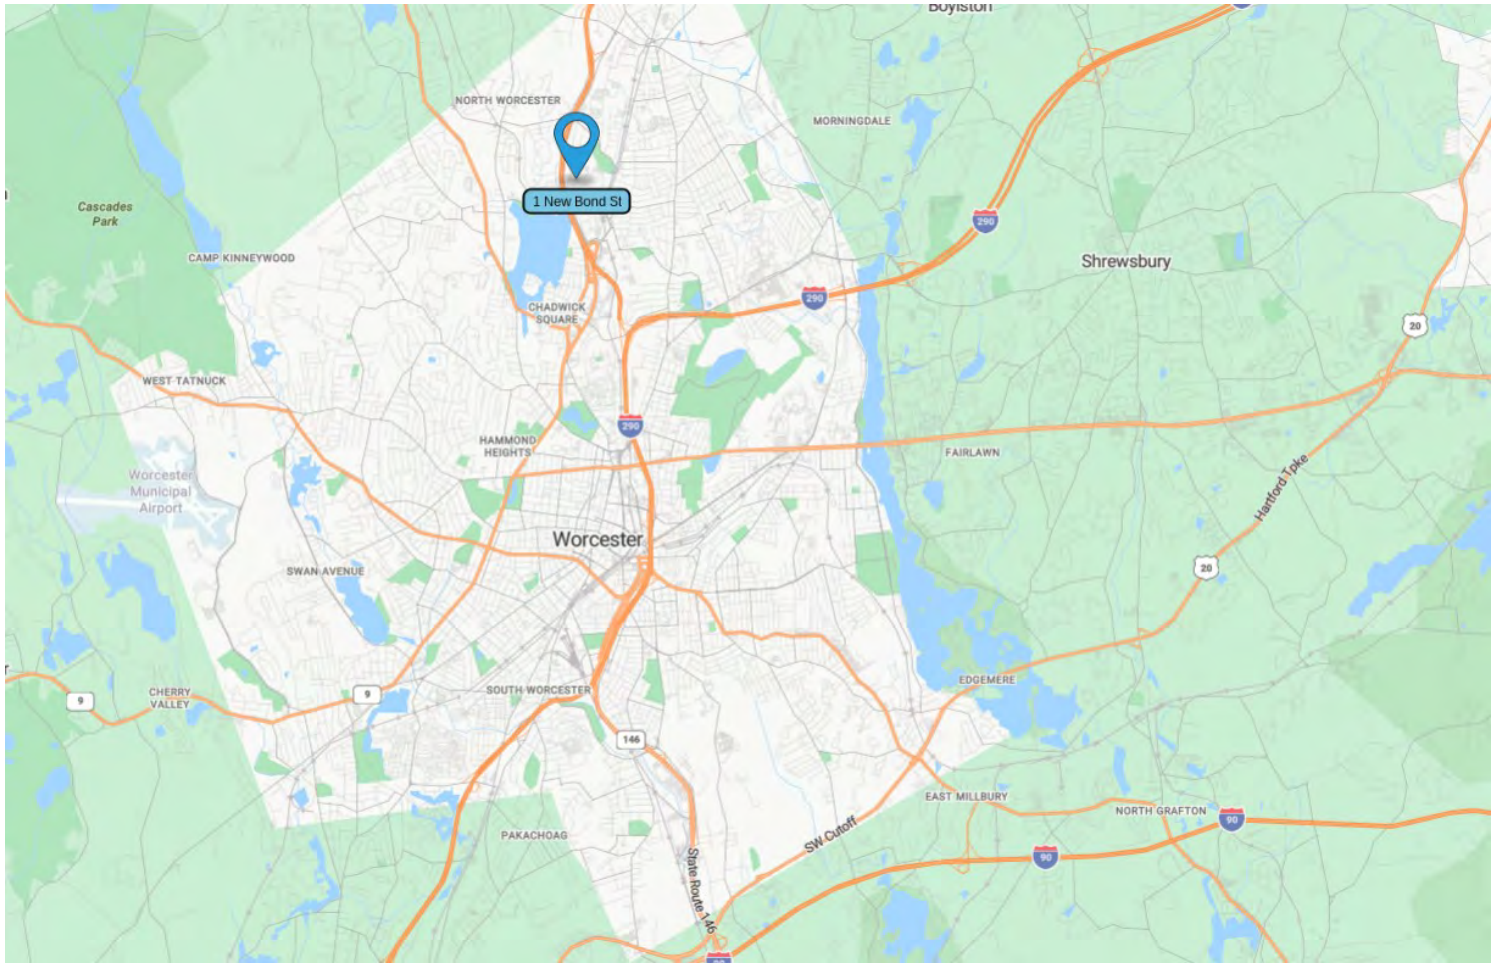 Boylston
NORTH WORCESTER
MORNINGDALE
1 New Bond St
Cascades
Park
290
CAMP KINNEYWOOD
Shrewsbury
290
CHADWICK
SQUARE
20
WEST TATNUCK
290
HAMMOND
HEIGHTS
FAIRLAWN
Worcester
Municipal
Airport
Hartford Tpke
Worcester
SWAN AVENUE
20
EDGEMERE
9
CHERRY
VALLEY
9
SOUTH WORCESTER
146
EAST MILLBURY
NORTH GRAFTON
90
PAKACHOAG
SW Cutoff
90
State Route 146